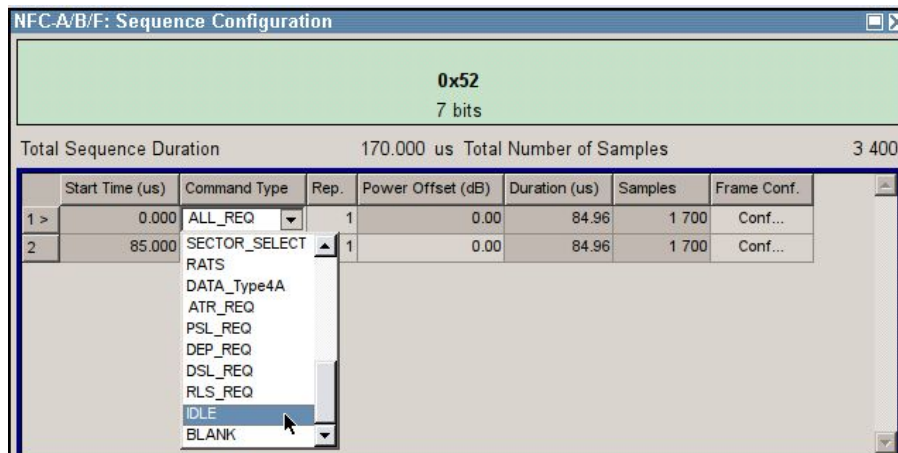 NFC-A/B/F: Sequence Configuration
0x52
7 bits
Total Sequence Duration 170.000 us Total Number of Samples 3 400
Start Time (us) Command Type Rep. Power Offset (dB) Duration (us) Samples Frame Conf.
1 > 0.000 ALL_REQ 1 0.00 84.96 1 700 Conf...
2 85.000 SECTOR_SELECT 1 0.00 84.96 1 700 Conf...
RATS
DATA_Type4A
ATR_REQ
PSL_REQ
DEP_REQ
DSL_REQ
RLS_REQ
IDLE
BLANK